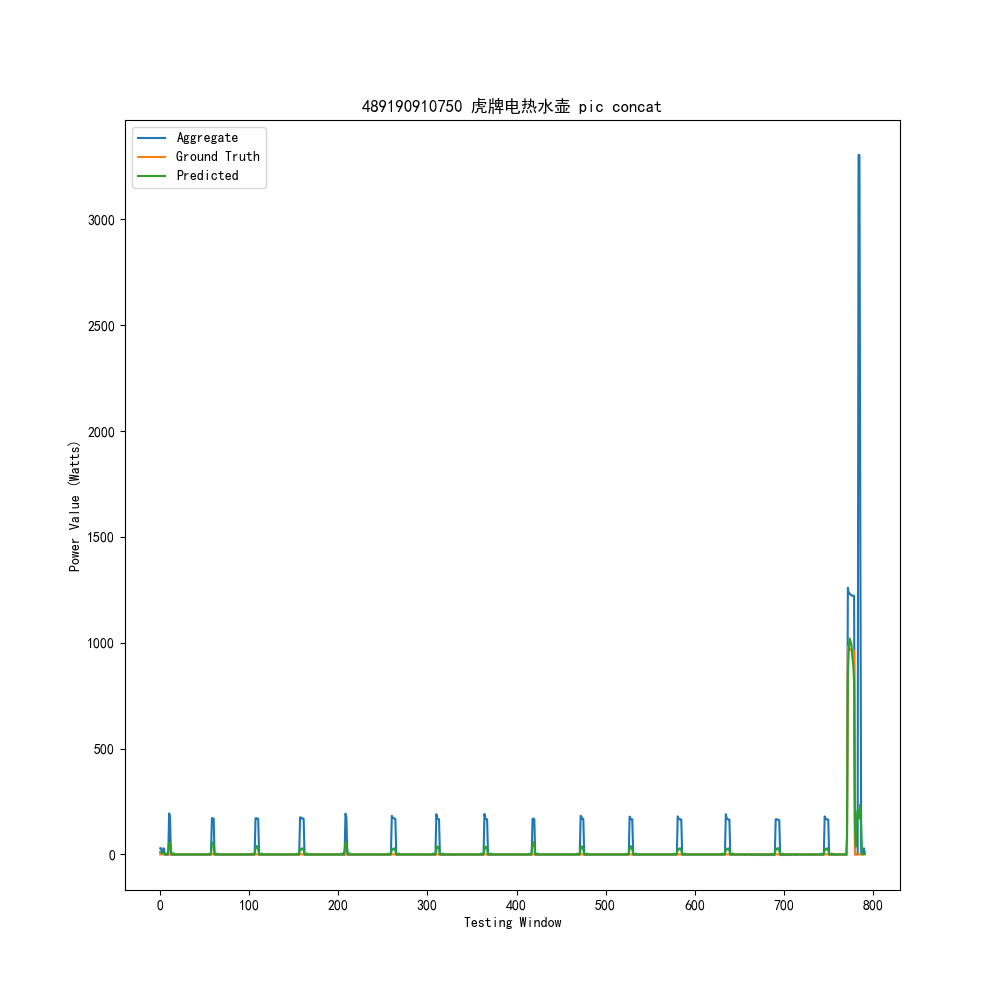 489190910750 虎牌电热水壶 pic concat
Aggregate
Ground Truth
Predicted
Power Value (Watts)
3000
2500
2000
1500
1000
500
0
0 100 200 300 400 500 600 700 800
Testing Window